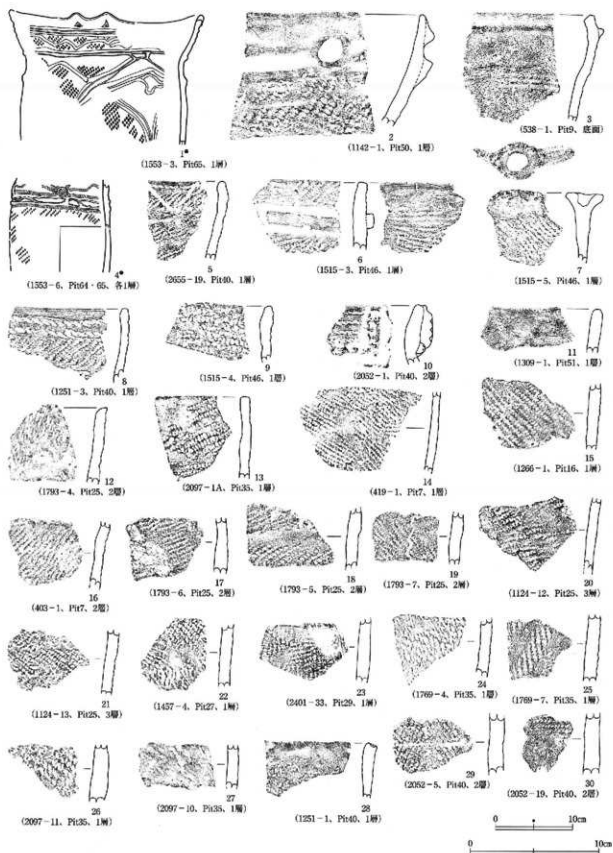 1●
(1553-3、Pit65、1層)
2
(1142-1、Pit50、1層)
3
(538-1、Pit9、底面)
4●
(1553-6、Pit64・65、各1層)
5
(2655-19、Pit40、1層)
6
(1515-3、Pit46、1層)
7
(1515-5、Pit46、1層)
8
(1251-3、Pit40、1層)
9
(1515-4、Pit46、1層)
10
(2052-1、Pit40、2層)
11
(1309-1、Pit51、1層)
12
(1793-4、Pit25、2層)
13
(2097-1A、Pit35、1層)
14
(419-1、Pit7、1層)
15
(1266-1、Pit16、1層)
16
(403-1、Pit7、2層)
17
(1793-6、Pit25、2層)
18
(1793-5、Pit25、2層)
19
(1793-7、Pit25、2層)
20
(1124-12、Pit25、3層)
21
(1124-13、Pit25、3層)
22
(1457-4、Pit27、1層)
23
(2401-33、Pit29、1層)
24
(1769-4、Pit35、1層)
25
(1769-7、Pit35、1層)
26
(2097-11、Pit35、1層)
27
(2097-10、Pit35、1層)
28
(1251-1、Pit40、1層)
29
(2052-5、Pit40、2層)
30
(2052-19、Pit40、2層)
0 ● 10cm
0 10cm